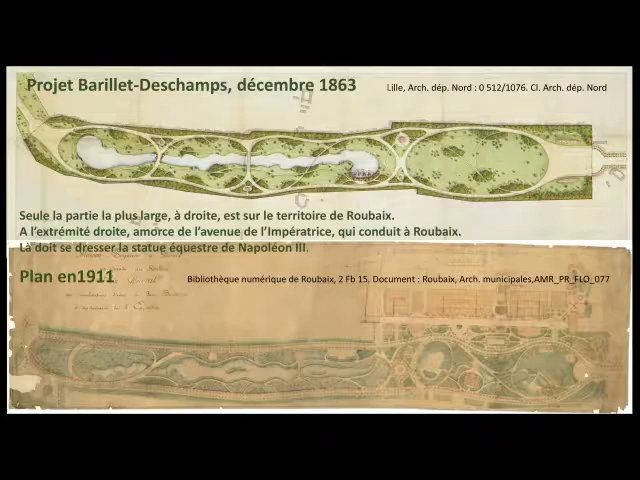 Projet Barillet-Deschamps, décembre 1863
Lille, Arch. dép. Nord : 0 512/1076. Cl. Arch. dép. Nord
Seule la partie la plus large, à droite, est sur le territoire de Roubaix.
A l’extrémité droite, amorce de l’avenue de l’Impératrice, qui conduit à Roubaix.
Là doit se dresser la statue équestre de Napoléon III.
Plan en1911
Bibliothèque numérique de Roubaix, 2 Fb 15. Document : Roubaix, Arch. municipales,AMR_PR_FLO_077